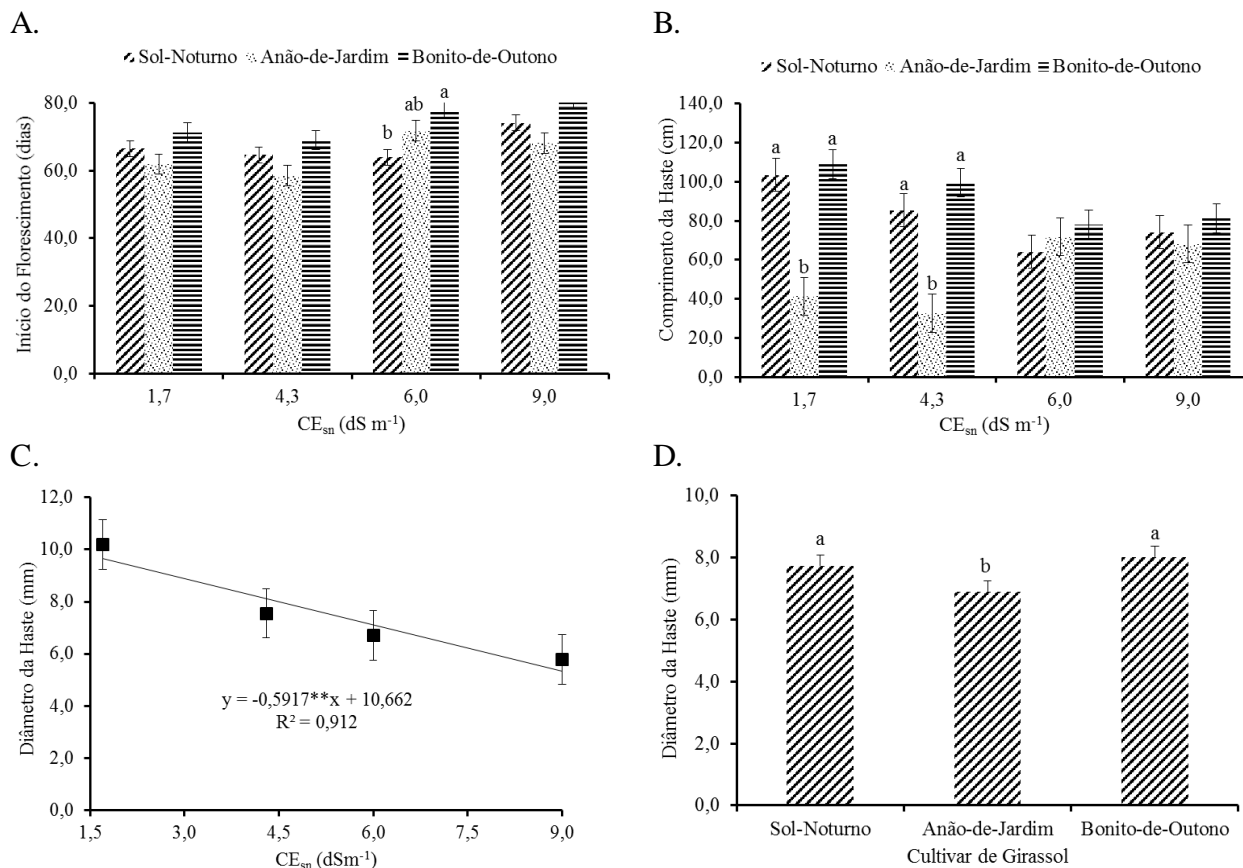 A.
Sol-Noturno Anão-de-Jardim Bonito-de-Outono
Início do Florescimento (dias)
80,0
60,0
40,0
20,0
0,0
b
ab
a
1,7 4,3 6,0 9,0
CEsn (dS m-1)
B.
Sol-Noturno Anão-de-Jardim Bonito-de-Outono
Comprimento da Haste (cm)
140,0
120,0
100,0
80,0
60,0
40,0
20,0
0,0
a
b
a
a
b
a
1,7 4,3 6,0 9,0
CEsn (dS m-1)
C.
Diâmetro da Haste (mm)
12,0
10,0
8,0
6,0
4,0
2,0
0,0
y = -0,5917**x + 10,662
R² = 0,912
1,5 3,0 4,5 6,0 7,5 9,0
CEsn (dSm-1)
D.
Diâmetro da Haste (mm)
10,0
8,0
6,0
4,0
2,0
0,0
a
b
a
Sol-Noturno Anão-de-Jardim Bonito-de-Outono
Cultivar de Girassol